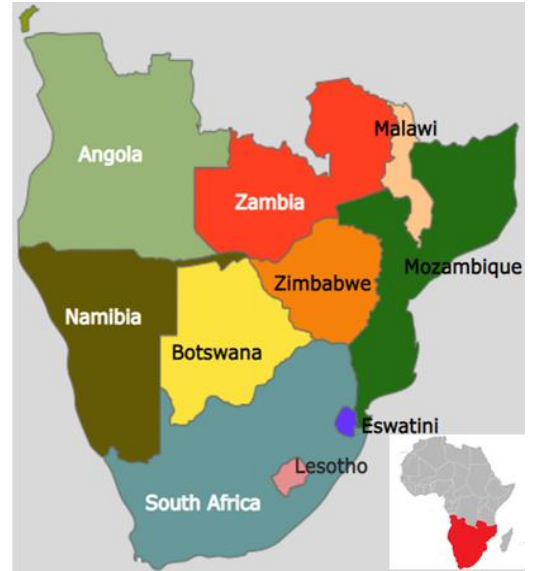 Malawi
Angola
Zambia
Mozambique
Zimbabwe
Namibia
Botswana
Eswatini
Lesotho
South Africa